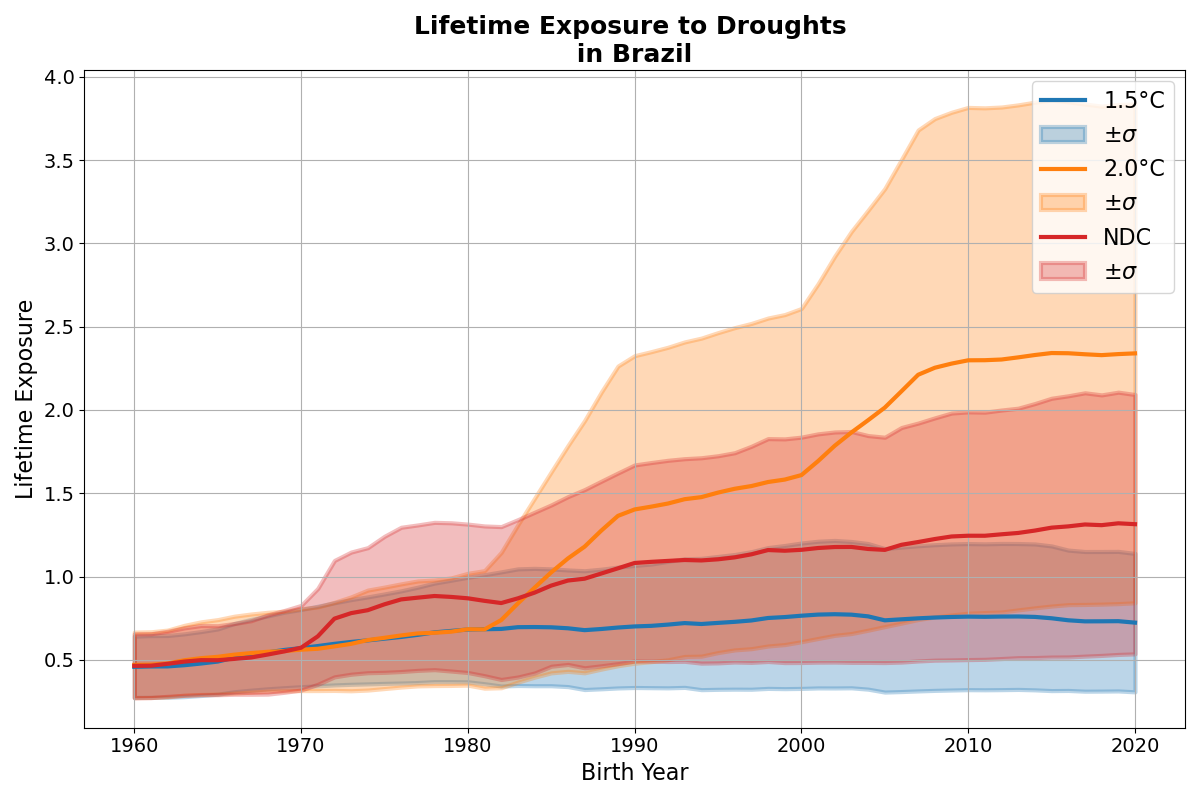 Lifetime Exposure to Droughts
in Brazil
4.0
3.5
3.0
2.5
2.0
1.5
1.0
0.5
Lifetime Exposure
1.5°C
±σ
2.0°C
±σ
NDC
±σ
1960 1970 1980 1990 2000 2010 2020
Birth Year